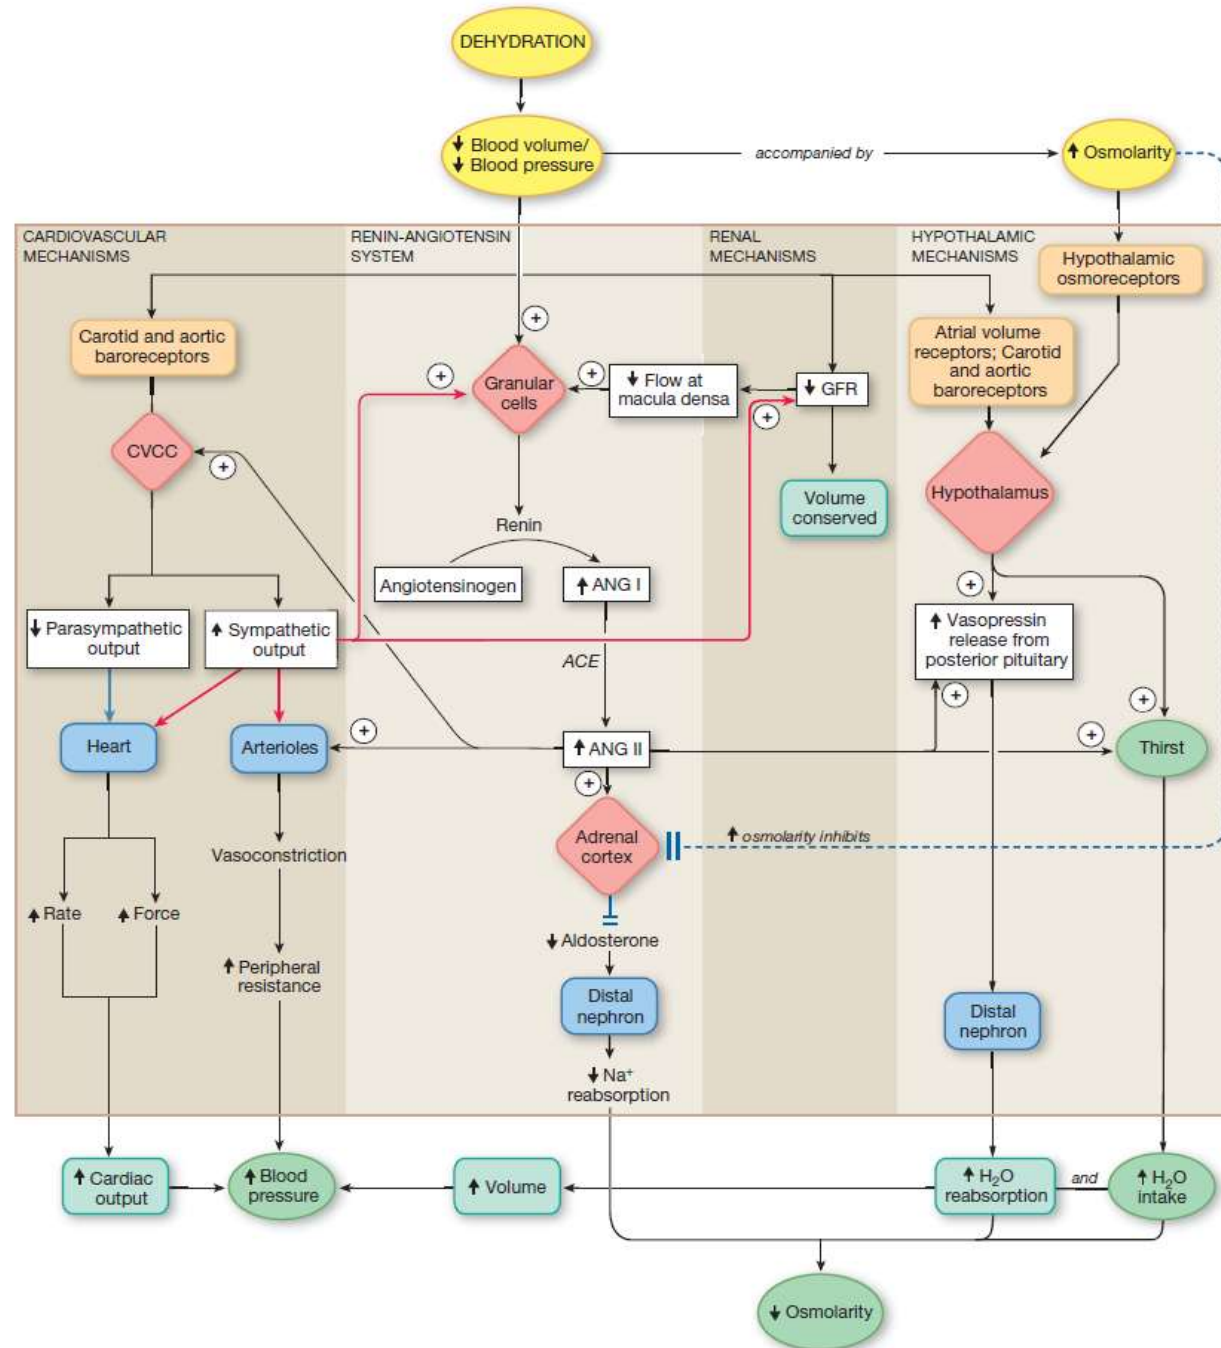 DEHYDRATION
↓ Blood volume/
↓ Blood pressure
accompanied by
↑ Osmolarity
CARDIOVASCULAR
MECHANISMS
RENIN-ANGIOTENSIN
SYSTEM
RENAL
MECHANISMS
HYPOTHALAMIC
MECHANISMS
Hypothalamic
osmoreceptors
Carotid and aortic
baroreceptors
+
Atrial volume
receptors; Carotid
and aortic
baroreceptors
+
Granular
cells
+
↓ Flow at
macula densa
↓ GFR
+
CVCC
+
Hypothalamus
Volume
conserved
Renin
Angiotensinogen
↑ ANG I
+
↓ Parasympathetic
output
↑ Sympathetic
output
↑ Vasopressin
release from
posterior pituitary
ACE
+
+
Heart
Arterioles
+
↑ ANG II
+
Thirst
+
Adrenal
cortex
↑ osmolarity inhibits
Vasoconstriction
↑ Rate
↑ Force
↓ Aldosterone
↑ Peripheral
resistance
Distal
nephron
Distal
nephron
↓ Na⁺
reabsorption
↑ Cardiac
output
↑ Blood
pressure
↑ Volume
↑ H₂O
reabsorption
and
↑ H₂O
intake
↓ Osmolarity